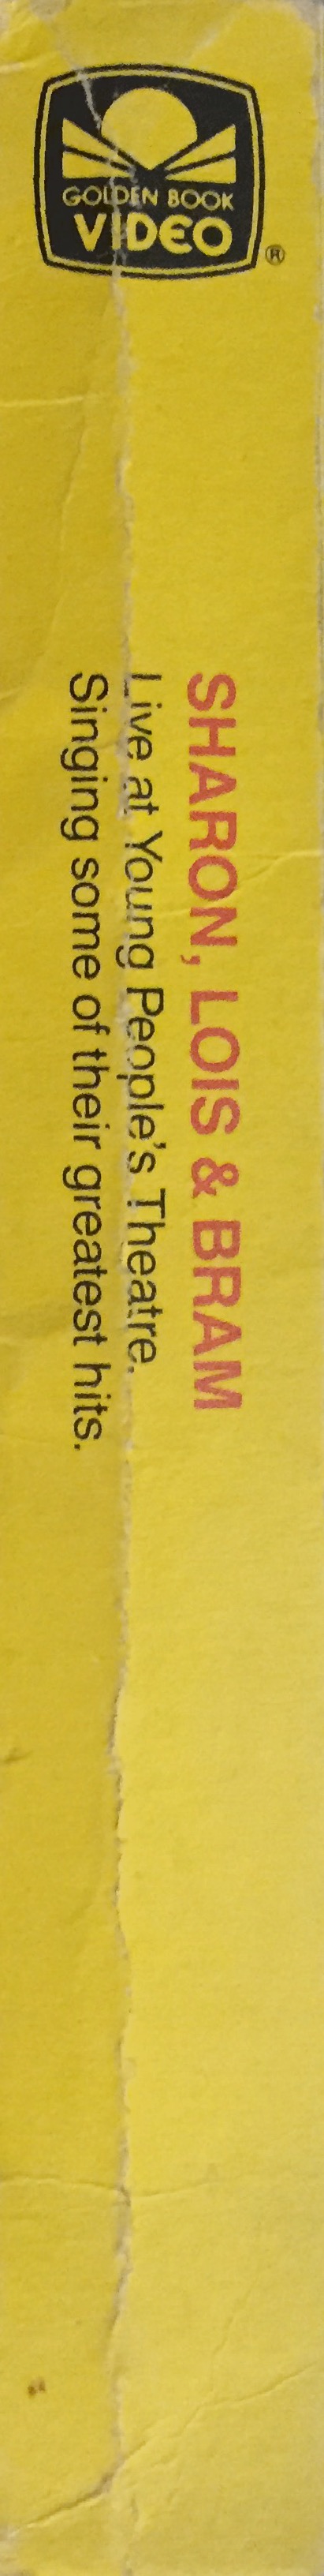 GOLDEN BOOK
VIDEO
®
SHARON, LOIS & BRAM
Live at Young People's Theatre.
Singing some of their greatest hits.